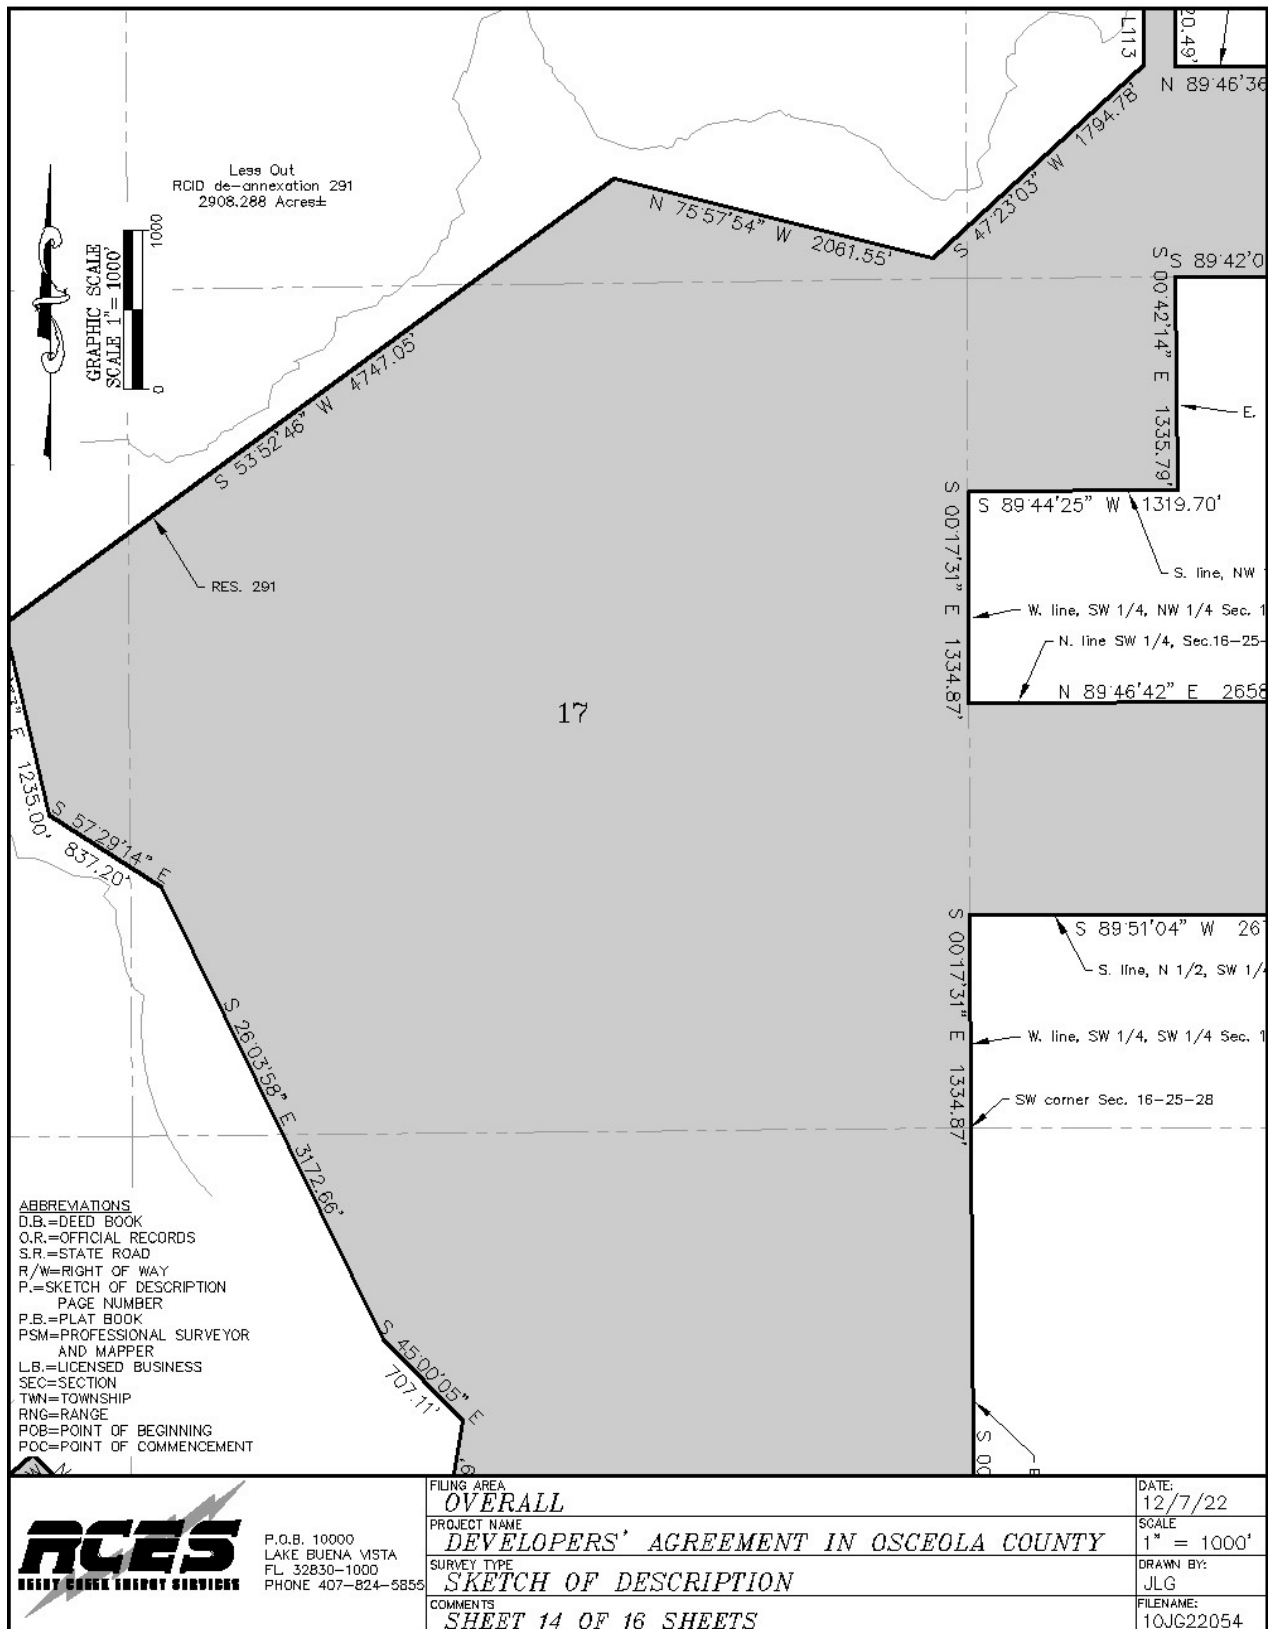 L113
20.49'
N 89°46'36
S 47°23'03" W 1794.78'
Less Out
RCID de-annexation 291
2908.288 Acres±
N 75°57'54" W 2061.55'
GRAPHIC SCALE
SCALE 1" = 1000'
0
1000
S 89°42'0
S 00°42'14" E 1335.79'
E.
S 53°52'46" W 4747.05'
S 89°44'25" W 1319.70'
S 00°17'31" E 1334.87'
S. line, NW
RES. 291
W. line, SW 1/4, NW 1/4 Sec. 1
N. line SW 1/4, Sec.16-25-
N 89°46'42" E 2658
17
E 1235.00'
S 57°29'14" E
837.20'
S 89°51'04" W 26
S 00°17'31" E 1334.87'
S. line, N 1/2, SW 1/4
W. line, SW 1/4, SW 1/4 Sec. 1
SW corner Sec. 16-25-28
S 26°03'58" E 3172.66'
S 45°00'05" E
707.11'
S 00
ABBREVIATIONS
D.B.=DEED BOOK
O.R.=OFFICIAL RECORDS
S.R.=STATE ROAD
R/W=RIGHT OF WAY
P.=SKETCH OF DESCRIPTION
PAGE NUMBER
P.B.=PLAT BOOK
PSM=PROFESSIONAL SURVEYOR
AND MAPPER
L.B.=LICENSED BUSINESS
SEC=SECTION
TWN=TOWNSHIP
RNG=RANGE
POB=POINT OF BEGINNING
POC=POINT OF COMMENCEMENT
W
N
RCES
REEDY CREEK ENERGY SERVICES
P.O.B. 10000
LAKE BUENA VISTA
FL 32830-1000
PHONE 407-824-5855
FILING AREA
OVERALL
PROJECT NAME
DEVELOPERS' AGREEMENT IN OSCEOLA COUNTY
SURVEY TYPE
SKETCH OF DESCRIPTION
COMMENTS
SHEET 14 OF 16 SHEETS
DATE:
12/7/22
SCALE
1" = 1000'
DRAWN BY:
JLG
FILENAME:
10JG22054